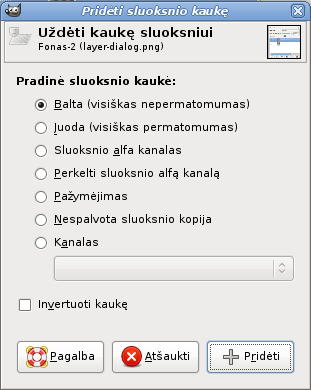 Pridėti sluoksnio kaukę
Uždėti kaukę sluoksniui
Fonas-2 (layer-dialog.png)
Pradinė sluoksnio kaukė:
Balta (visiškas nepermatomumas)
Juoda (visiškas permatomumas)
Sluoksnio alfa kanalas
Perkelti sluoksnio alfą kanalą
Pažymėjimas
Nespalvota sluoksnio kopija
Kanalas
Invertuoti kaukę
Pagalba
Atšaukti
Pridėti